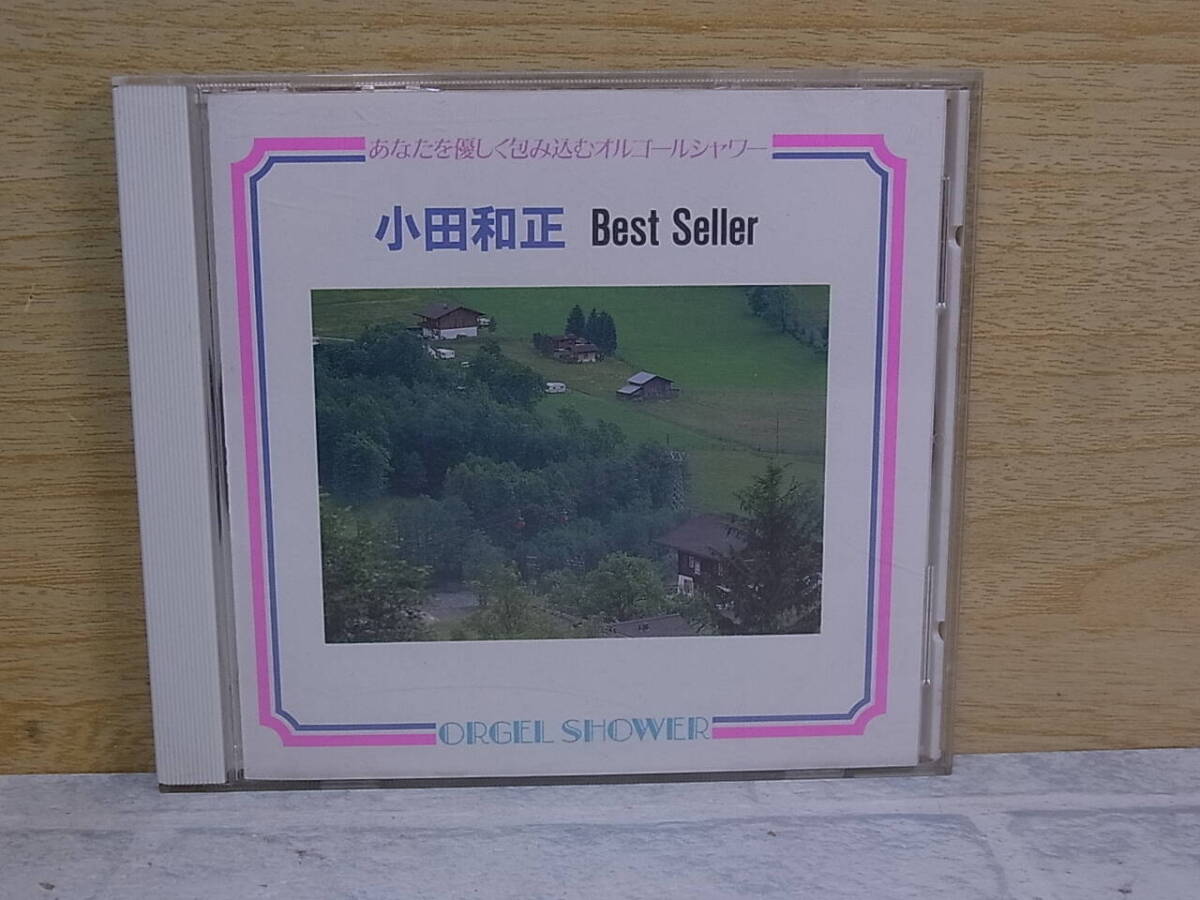 あなたを優しく包み込むオルゴールシャワー
小田和正 Best Seller
ORGEL SHOWER